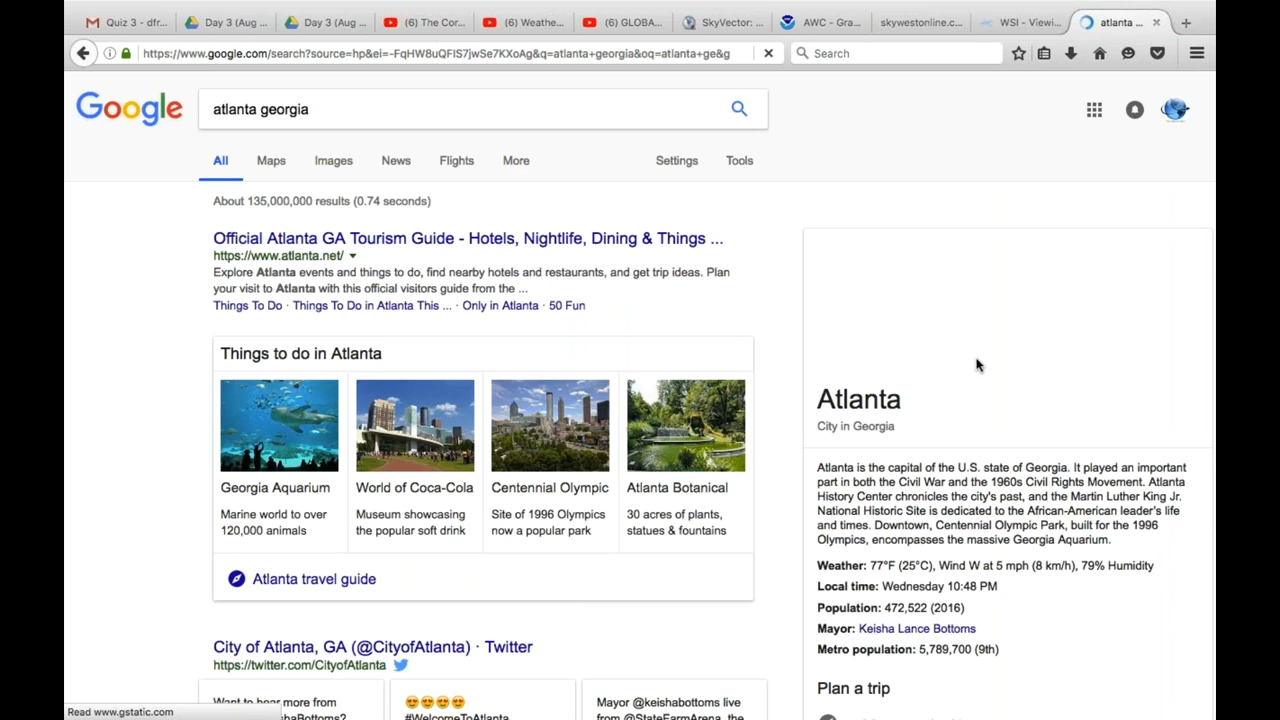 Quiz 3 - dfr...
Day 3 (Aug ...
Day 3 (Aug ...
(6) The Cor...
(6) Weathe...
(6) GLOBA...
SkyVector: ...
AWC - Gra...
skywestonline.c...
WSI - Viewi...
atlanta ...
https://www.google.com/search?source=hp&ei=-FqHW8uQFIS7jwSe7KXoAg&q=atlanta+georgia&oq=atlanta+ge&g
Search
Google
atlanta georgia
All
Maps
Images
News
Flights
More
Settings
Tools
About 135,000,000 results (0.74 seconds)
Official Atlanta GA Tourism Guide - Hotels, Nightlife, Dining & Things ...
https://www.atlanta.net/
Explore Atlanta events and things to do, find nearby hotels and restaurants, and get trip ideas. Plan
your visit to Atlanta with this official visitors guide from the ...
Things To Do · Things To Do in Atlanta This ... · Only in Atlanta · 50 Fun
Things to do in Atlanta
Georgia Aquarium
Marine world to over
120,000 animals
World of Coca-Cola
Museum showcasing
the popular soft drink
Centennial Olympic
Site of 1996 Olympics
now a popular park
Atlanta Botanical
30 acres of plants,
statues & fountains
Atlanta travel guide
City of Atlanta, GA (@CityofAtlanta) · Twitter
https://twitter.com/CityofAtlanta
Want to hear more from
haBottoms?
😍😍😍😍
#WelcomeToAtlanta
Mayor @keishabottoms live
from @StateFarmArena, the
Atlanta
City in Georgia
Atlanta is the capital of the U.S. state of Georgia. It played an important
part in both the Civil War and the 1960s Civil Rights Movement. Atlanta
History Center chronicles the city's past, and the Martin Luther King Jr.
National Historic Site is dedicated to the African-American leader's life
and times. Downtown, Centennial Olympic Park, built for the 1996
Olympics, encompasses the massive Georgia Aquarium.
Weather: 77°F (25°C), Wind W at 5 mph (8 km/h), 79% Humidity
Local time: Wednesday 10:48 PM
Population: 472,522 (2016)
Mayor: Keisha Lance Bottoms
Metro population: 5,789,700 (9th)
Plan a trip
Read www.gstatic.com